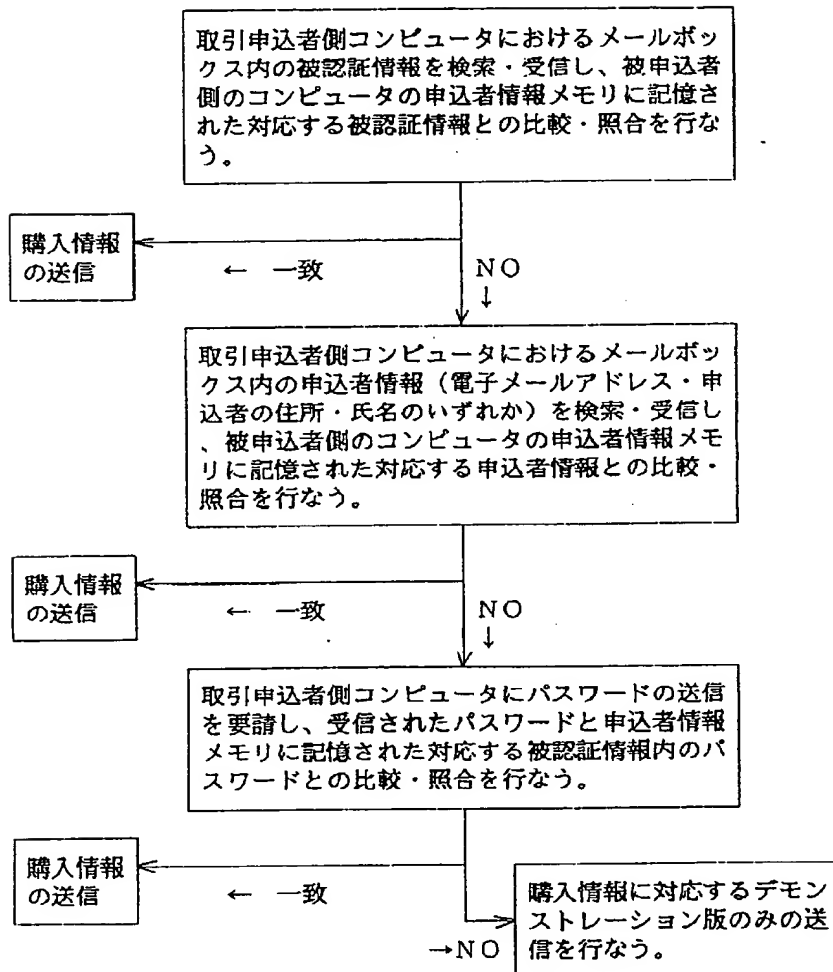 取引申込者側コンピュータにおけるメールボッ
クス内の被認証情報を検索・受信し、被申込者
側のコンピュータの申込者情報メモリに記憶さ
れた対応する被認証情報との比較・照合を行な
う。
購入情報
の送信
← 一致
NO
↓
取引申込者側コンピュータにおけるメールボッ
クス内の申込者情報（電子メールアドレス・申
込者の住所・氏名のいずれか）を検索・受信し
、被申込者側のコンピュータの申込者情報メモ
リに記憶された対応する申込者情報との比較・
照合を行なう。
購入情報
の送信
← 一致
NO
↓
取引申込者側コンピュータにパスワードの送信
を要請し、受信されたパスワードと申込者情報
メモリに記憶された対応する被認証情報内のパ
スワードとの比較・照合を行なう。
購入情報
の送信
← 一致
→NO
購入情報に対応するデモン
ストレーション版のみの送
信を行なう。